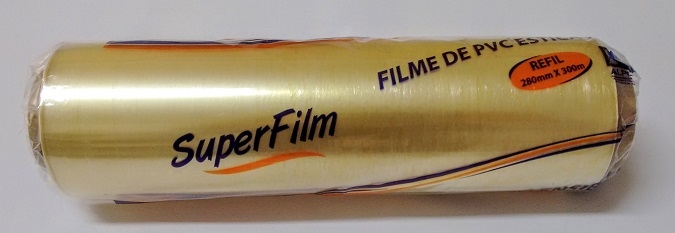 FILME DE PVC
REFIL
280mm X 300m
SuperFilm